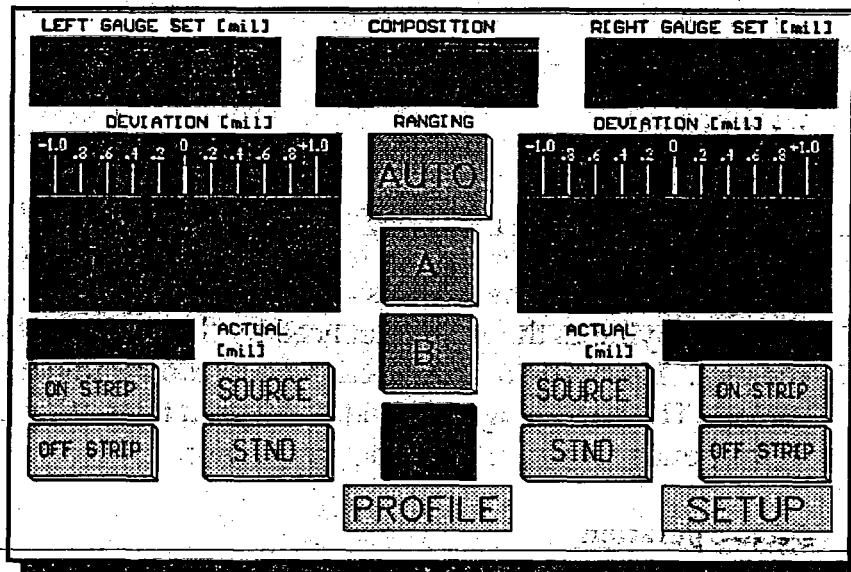 LEFT GAUGE SET [mil] COMPOSITION RIGHT GAUGE SET [mil]
DEVIATION [mil] RANGING DEVIATION [mil]
-1.0 .8 .6 .4 .2 0 .2 .4 .6 .8 +1.0 -1.0 .8 .6 .4 .2 0 .2 .4 .6 .8 +1.0
AUTO
A
ACTUAL [mil] ACTUAL [mil]
B
ON STRIP SOURCE SOURCE ON STRIP
OFF STRIP STND STND OFF STRIP
PROFILE SETUP